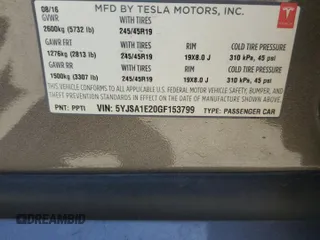 08/16 MFD BY TESLA MOTORS, INC.
GVWR WITH TIRES
2600kg (5732 lb) 245/45R19
GAWR FRT WITH TIRES RIM COLD TIRE PRESSURE
1276kg (2813 lb) 245/45R19 19X8.0 J 310 kPa, 45 psi
GAWR RR WITH TIRES RIM COLD TIRE PRESSURE
1500kg (3307 lb) 245/45R19 19X8.0 J 310 kPa, 45 psi
THIS VEHICLE CONFORMS TO ALL APPLICABLE FEDERAL MOTOR VEHICLE SAFETY, BUMPER, AND
THEFT PREVENTION STANDARDS IN EFFECT ON THE DATE OF MANUFACTURE SHOWN ABOVE.
PNT: PPTI VIN: 5YJSA1E20GF153799 TYPE: PASSENGER CAR
DREAMBID
TESLA